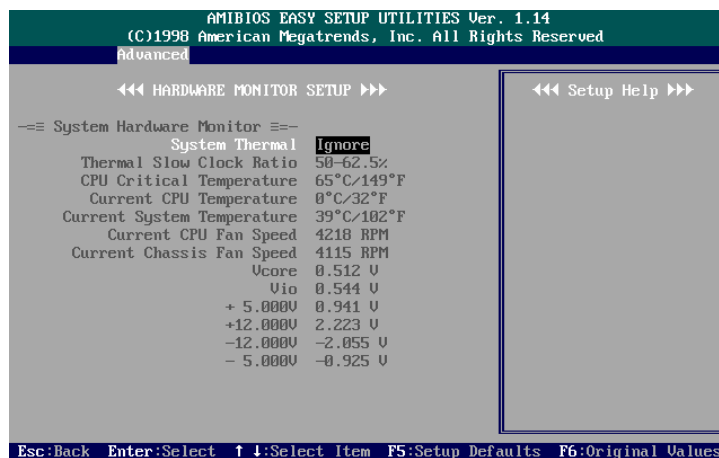 AMIBIOS EASY SETUP UTILITIES Ver. 1.14
(C)1998 American Megatrends, Inc. All Rights Reserved
Advanced
HARDWARE MONITOR SETUP
Setup Help
-=≡ System Hardware Monitor ≡=-
System Thermal Ignore
Thermal Slow Clock Ratio 50-62.5%
CPU Critical Temperature 65°C/149°F
Current CPU Temperature 0°C/32°F
Current System Temperature 39°C/102°F
Current CPU Fan Speed 4218 RPM
Current Chassis Fan Speed 4115 RPM
Vcore 0.512 V
Vio 0.544 V
+ 5.000V 0.941 V
+12.000V 2.223 V
-12.000V -2.055 V
- 5.000V -0.925 V
Esc:Back Enter:Select ↑ ↓:Select Item F5:Setup Defaults F6:Original Values